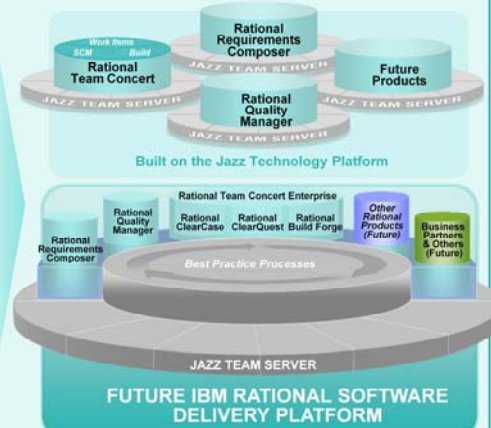 Rational
Requirements
Composer
Work Items
SCM Build
Rational
Team Concert
Future
Products
JAZZ TEAM SERVER
JAZZ TEAM SERVER
JAZZ TEAM SERVER
Rational
Quality
Manager
JAZZ TEAM SERVER
Built on the Jazz Technology Platform
Rational Team Concert Enterprise
Rational
Requirements
Composer
Rational
Quality
Manager
Rational
ClearCase
Rational
ClearQuest
Rational
Build Forge
Other
Rational
Products
(Future)
Business
Partners
& Others
(Future)
Best Practice Processes
JAZZ TEAM SERVER
FUTURE IBM RATIONAL SOFTWARE
DELIVERY PLATFORM